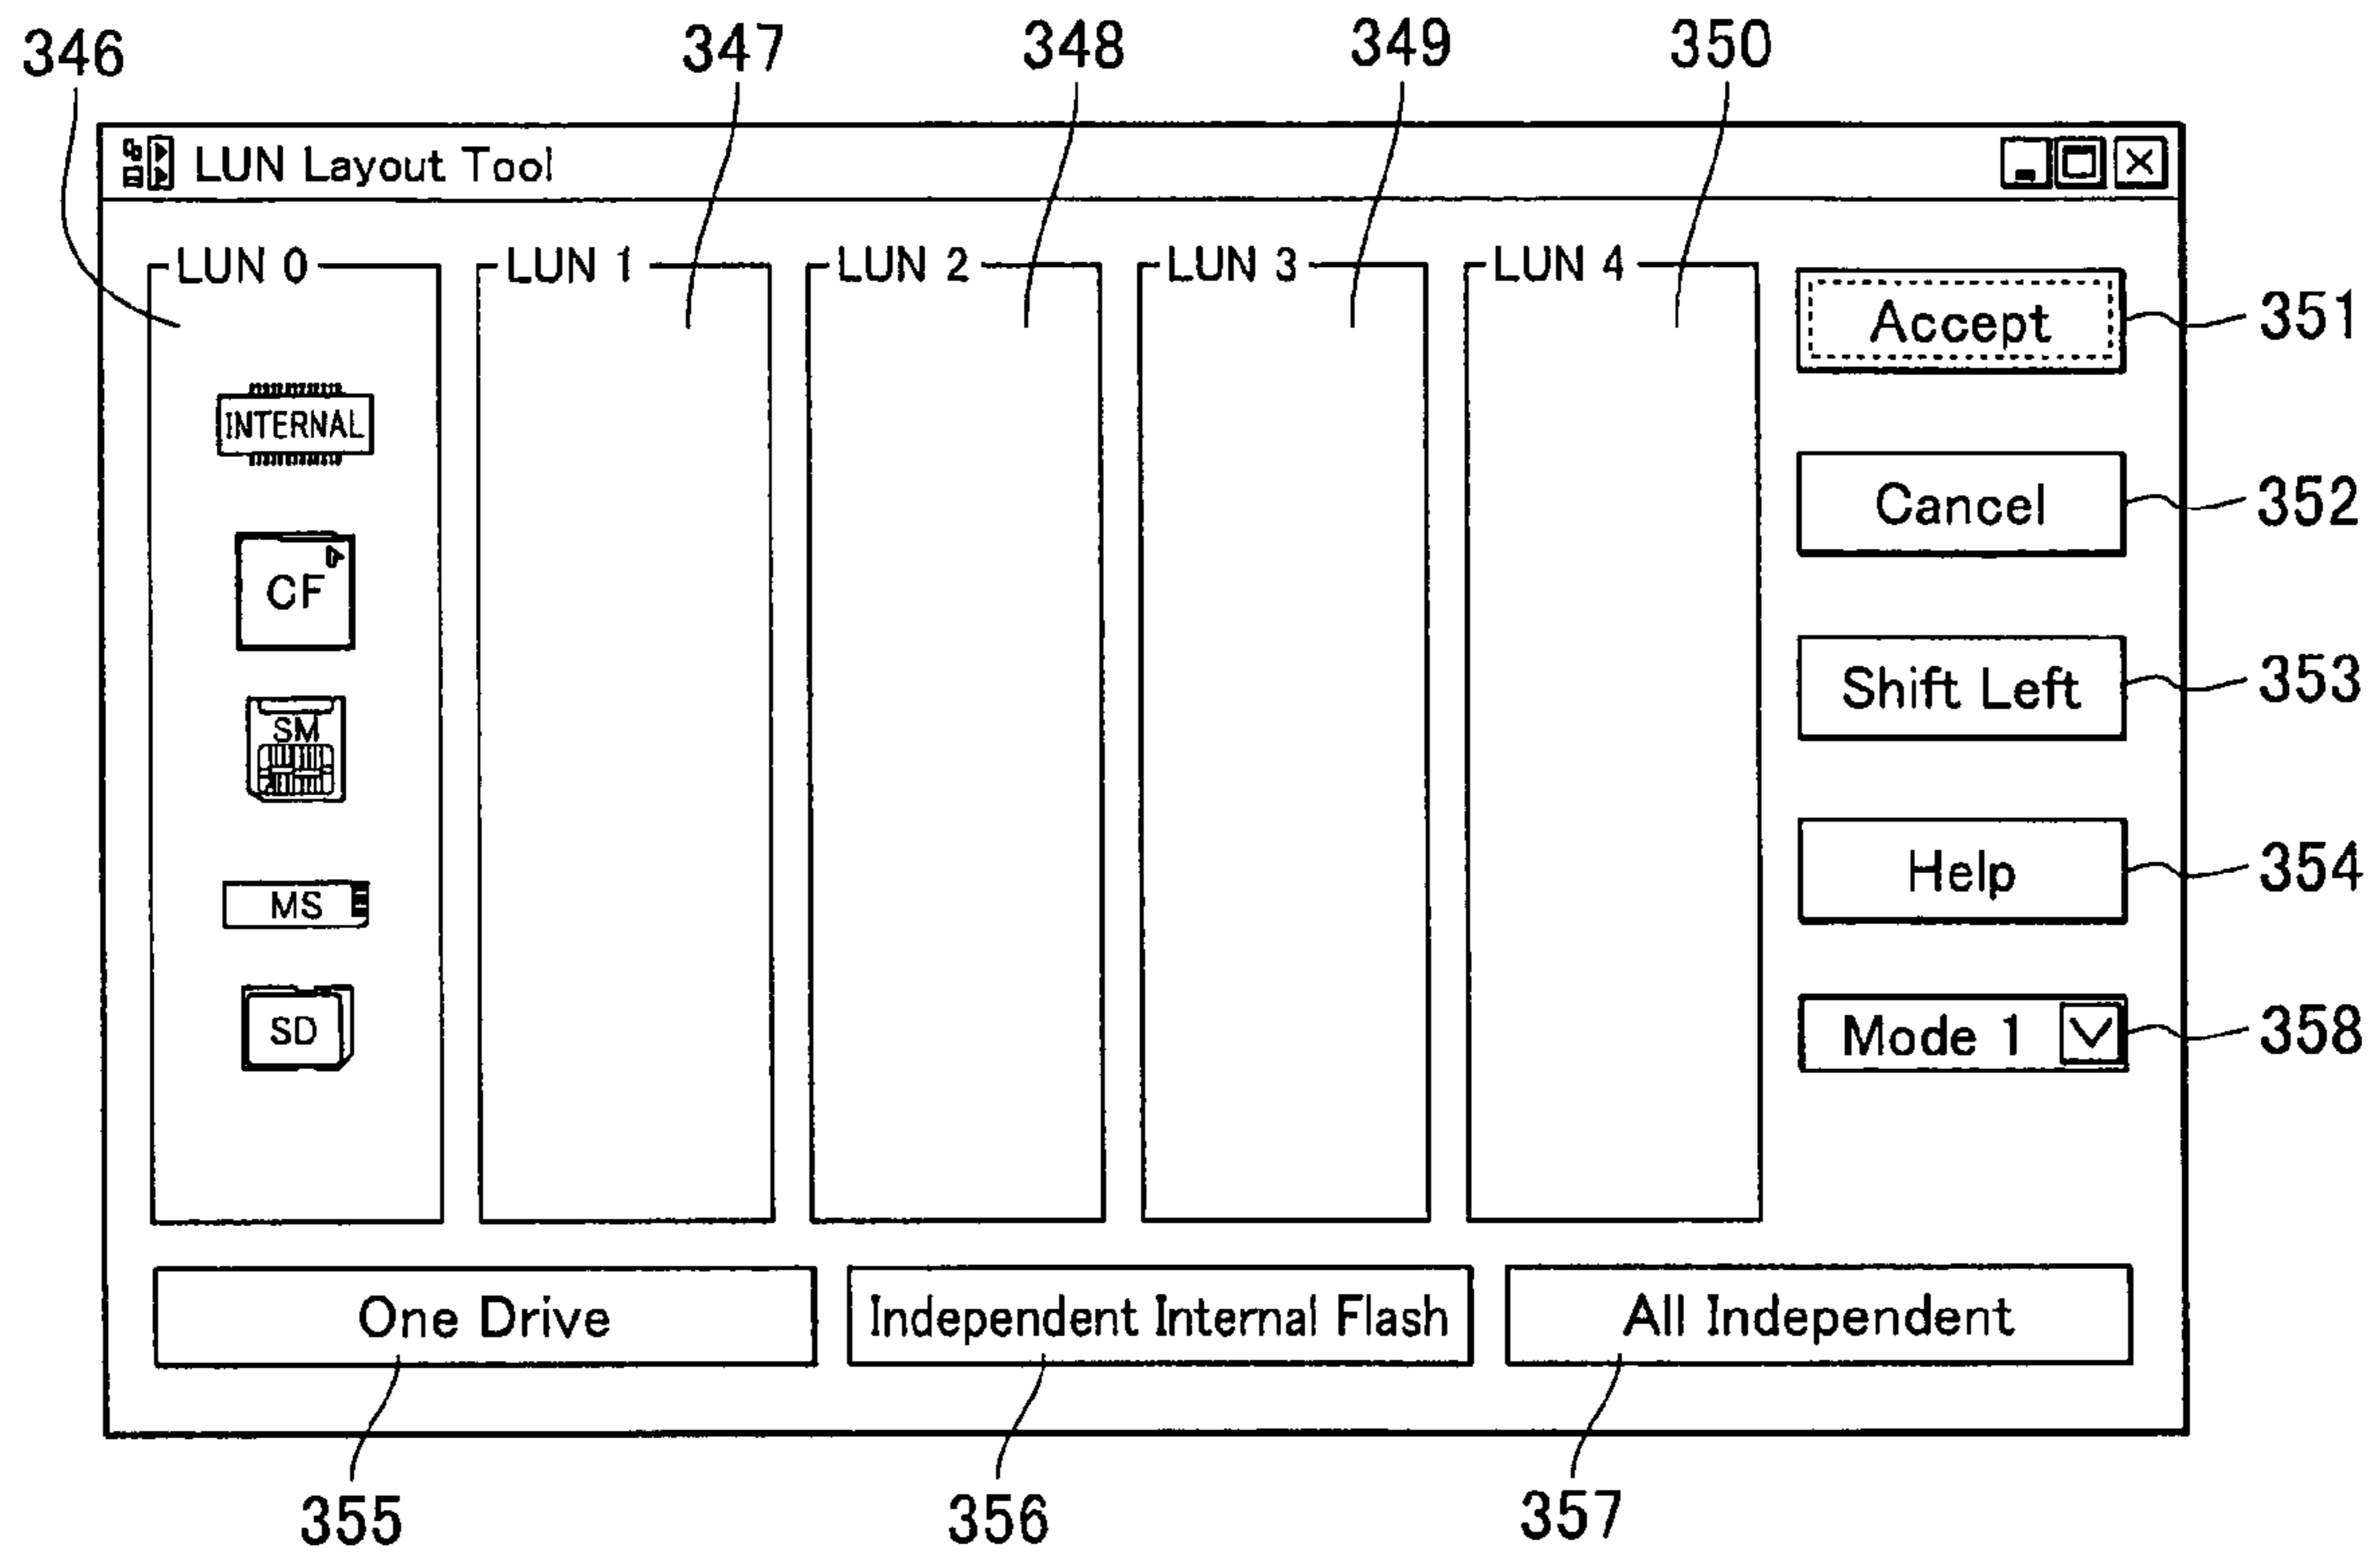 346 347 348 349 350
LUN Layout Tool
LUN 0 LUN 1 LUN 2 LUN 3 LUN 4
Accept 351
INTERNAL
Cancel 352
CF
Shift Left 353
SM
Help 354
MS
SD
Mode 1 358
One Drive Independent Internal Flash All Independent
355 356 357